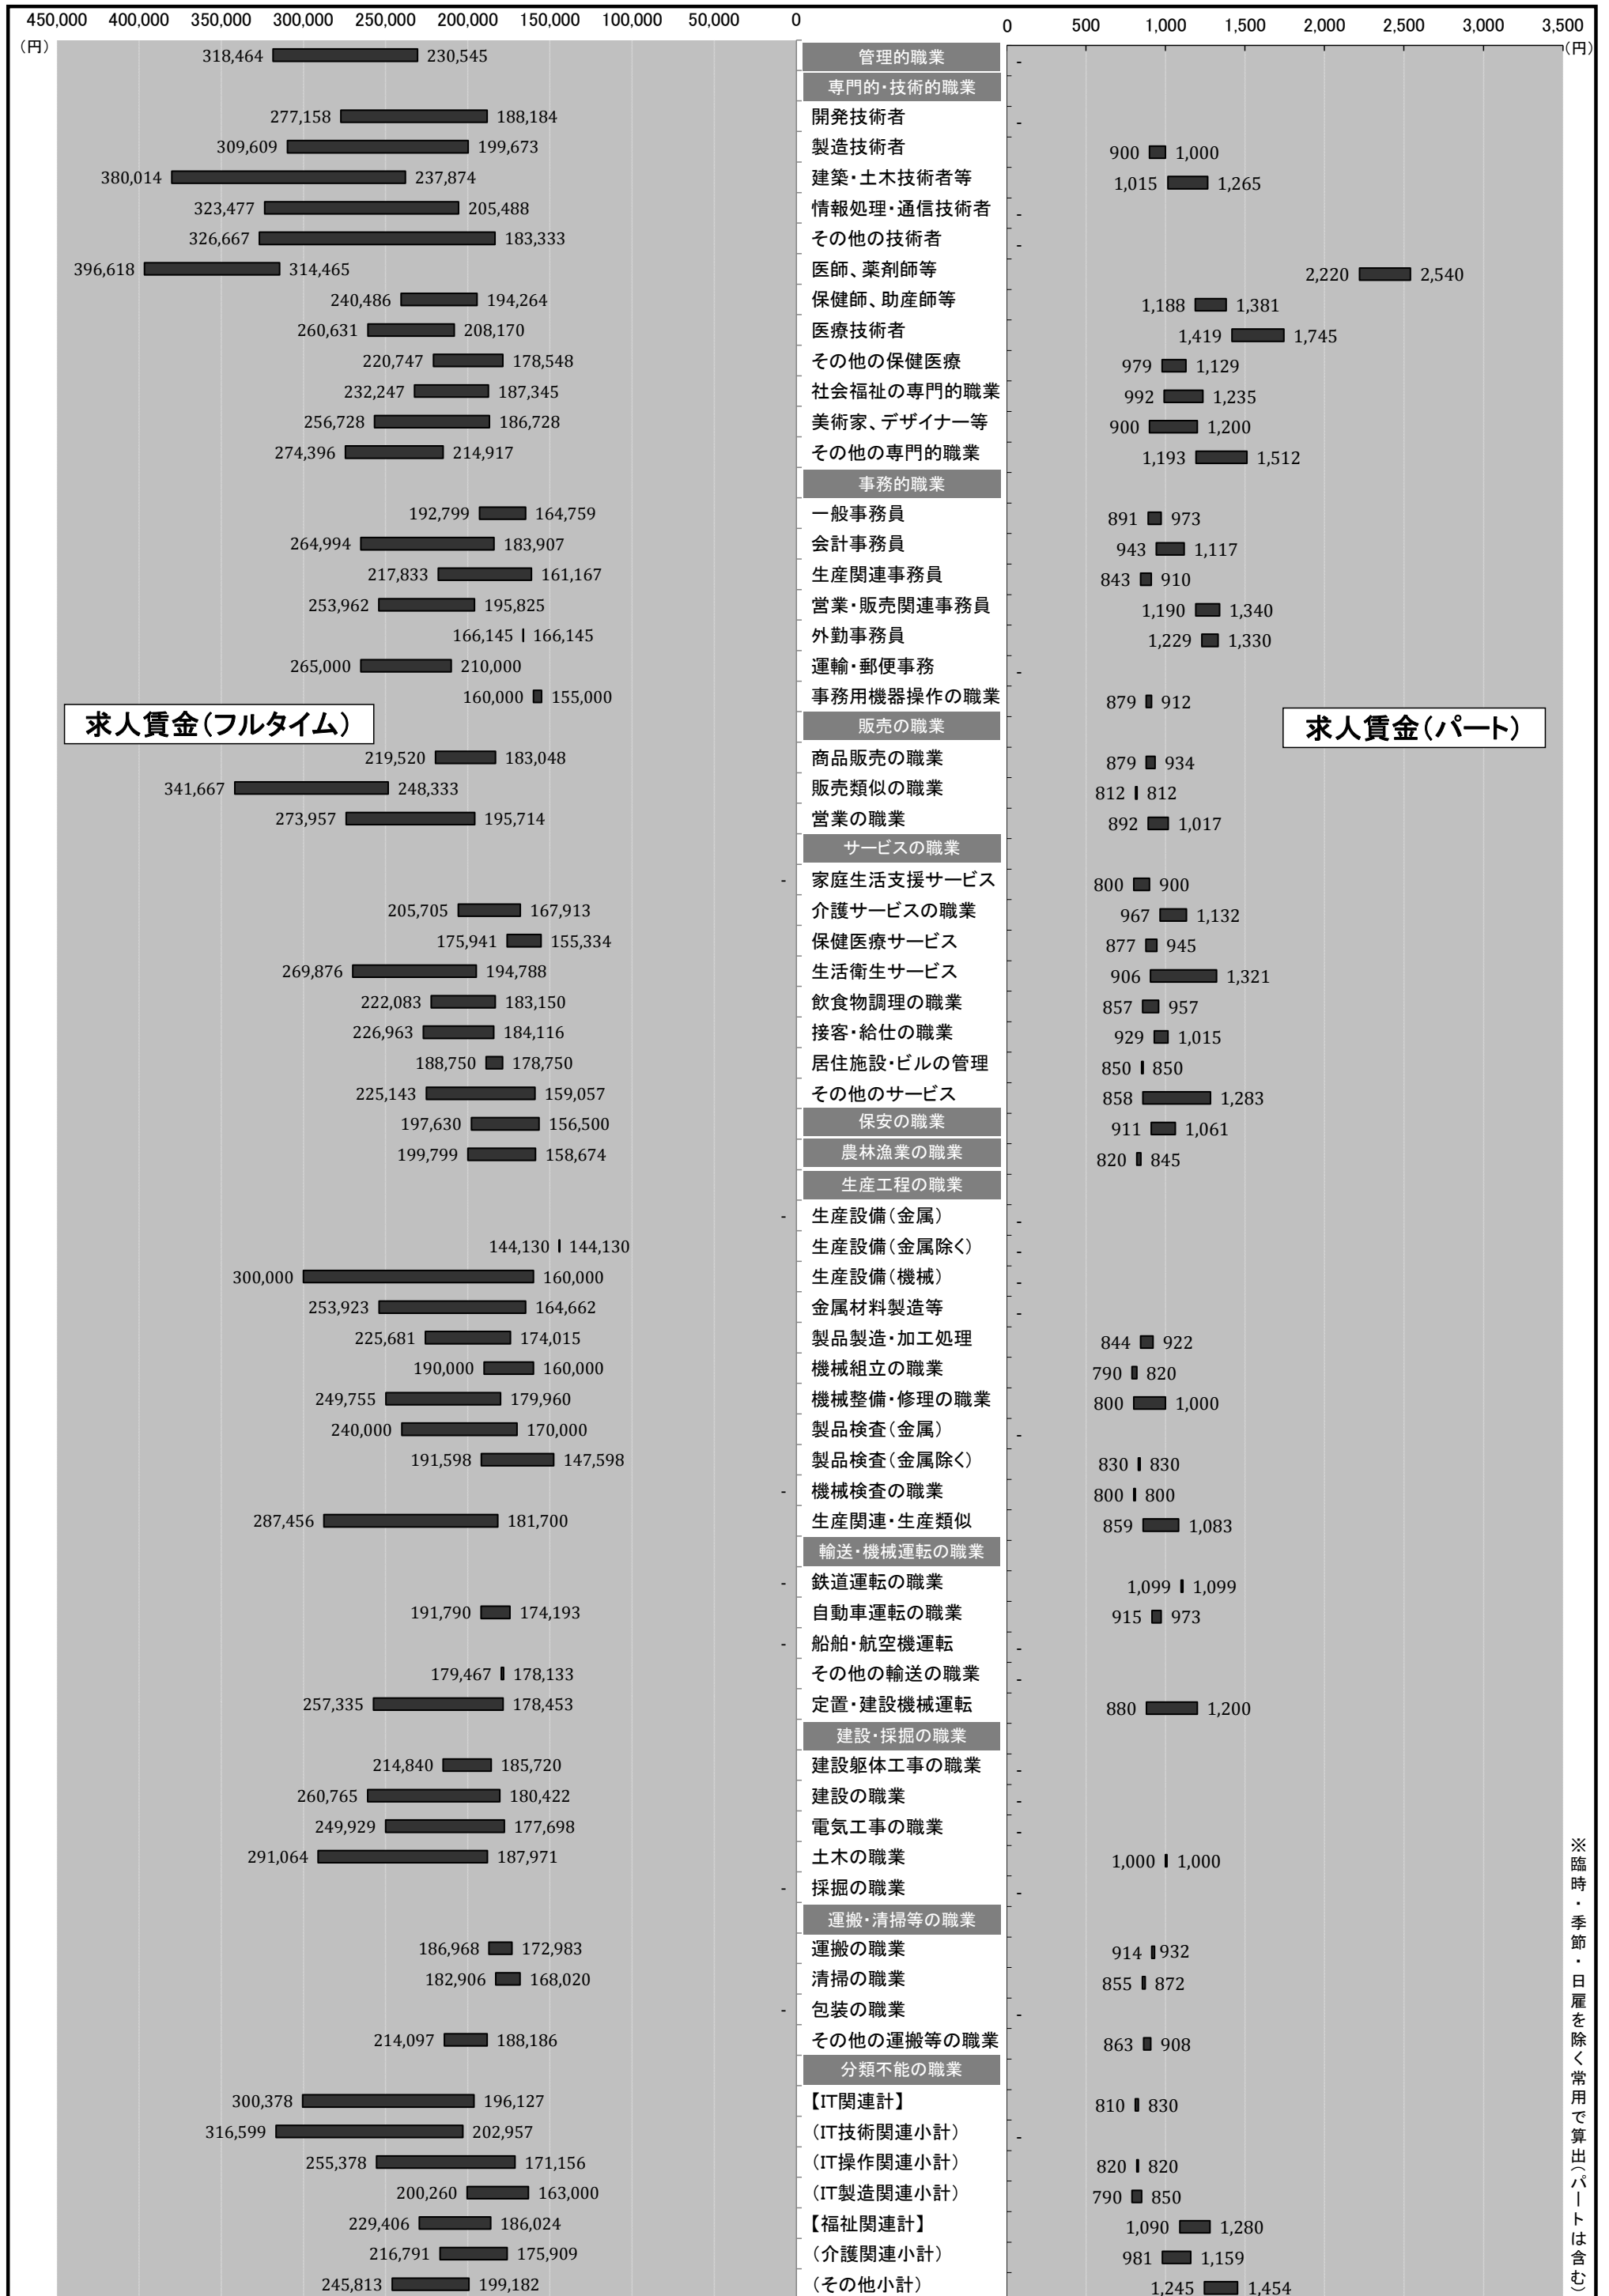 450,000 400,000 350,000 300,000 250,000 200,000 150,000 100,000 50,000 0 0 500 1,000 1,500 2,000 2,500 3,000 3,500
（円） （円）
318,464 230,545 管理的職業 -
専門的・技術的職業
277,158 188,184 開発技術者 -
309,609 199,673 製造技術者 900 1,000
380,014 237,874 建築・土木技術者等 1,015 1,265
323,477 205,488 情報処理・通信技術者 -
326,667 183,333 その他の技術者 -
396,618 314,465 医師、薬剤師等 2,220 2,540
240,486 194,264 保健師、助産師等 1,188 1,381
260,631 208,170 医療技術者 1,419 1,745
220,747 178,548 その他の保健医療 979 1,129
232,247 187,345 社会福祉の専門的職業 992 1,235
256,728 186,728 美術家、デザイナー等 900 1,200
274,396 214,917 その他の専門的職業 1,193 1,512
事務的職業
192,799 164,759 一般事務員 891 973
264,994 183,907 会計事務員 943 1,117
217,833 161,167 生産関連事務員 843 910
253,962 195,825 営業・販売関連事務員 1,190 1,340
166,145 166,145 外勤事務員 1,229 1,330
265,000 210,000 運輸・郵便事務 -
160,000 155,000 事務用機器操作の職業 879 912
求人賃金（フルタイム） 販売の職業 求人賃金（パート）
219,520 183,048 商品販売の職業 879 934
341,667 248,333 販売類似の職業 812 812
273,957 195,714 営業の職業 892 1,017
サービスの職業
- 家庭生活支援サービス 800 900
205,705 167,913 介護サービスの職業 967 1,132
175,941 155,334 保健医療サービス 877 945
269,876 194,788 生活衛生サービス 906 1,321
222,083 183,150 飲食物調理の職業 857 957
226,963 184,116 接客・給仕の職業 929 1,015
188,750 178,750 居住施設・ビルの管理 850 850
225,143 159,057 その他のサービス 858 1,283
197,630 156,500 保安の職業 911 1,061
199,799 158,674 農林漁業の職業 820 845
生産工程の職業
- 生産設備（金属） -
144,130 144,130 生産設備（金属除く） -
300,000 160,000 生産設備（機械） -
253,923 164,662 金属材料製造等 -
225,681 174,015 製品製造・加工処理 844 922
190,000 160,000 機械組立の職業 790 820
249,755 179,960 機械整備・修理の職業 800 1,000
240,000 170,000 製品検査（金属） -
191,598 147,598 製品検査（金属除く） 830 830
- 機械検査の職業 800 800
287,456 181,700 生産関連・生産類似 859 1,083
輸送・機械運転の職業
- 鉄道運転の職業 1,099 1,099
191,790 174,193 自動車運転の職業 915 973
- 船舶・航空機運転 -
179,467 178,133 その他の輸送の職業 -
257,335 178,453 定置・建設機械運転 880 1,200
建設・採掘の職業
214,840 185,720 建設躯体工事の職業 -
260,765 180,422 建設の職業 -
249,929 177,698 電気工事の職業 -
291,064 187,971 土木の職業 1,000 1,000
- 採掘の職業 -
運搬・清掃等の職業
186,968 172,983 運搬の職業 914 932
182,906 168,020 清掃の職業 855 872
- 包装の職業 -
214,097 188,186 その他の運搬等の職業 863 908
分類不能の職業
300,378 196,127 【IT関連計】 810 830
316,599 202,957 （IT技術関連小計） -
255,378 171,156 （IT操作関連小計） 820 820
200,260 163,000 （IT製造関連小計） 790 850
229,406 186,024 【福祉関連計】 1,090 1,280
216,791 175,909 （介護関連小計） 981 1,159
245,813 199,182 （その他小計） 1,245 1,454
※臨時・季節・日雇を除く常用で算出（パートは含む）